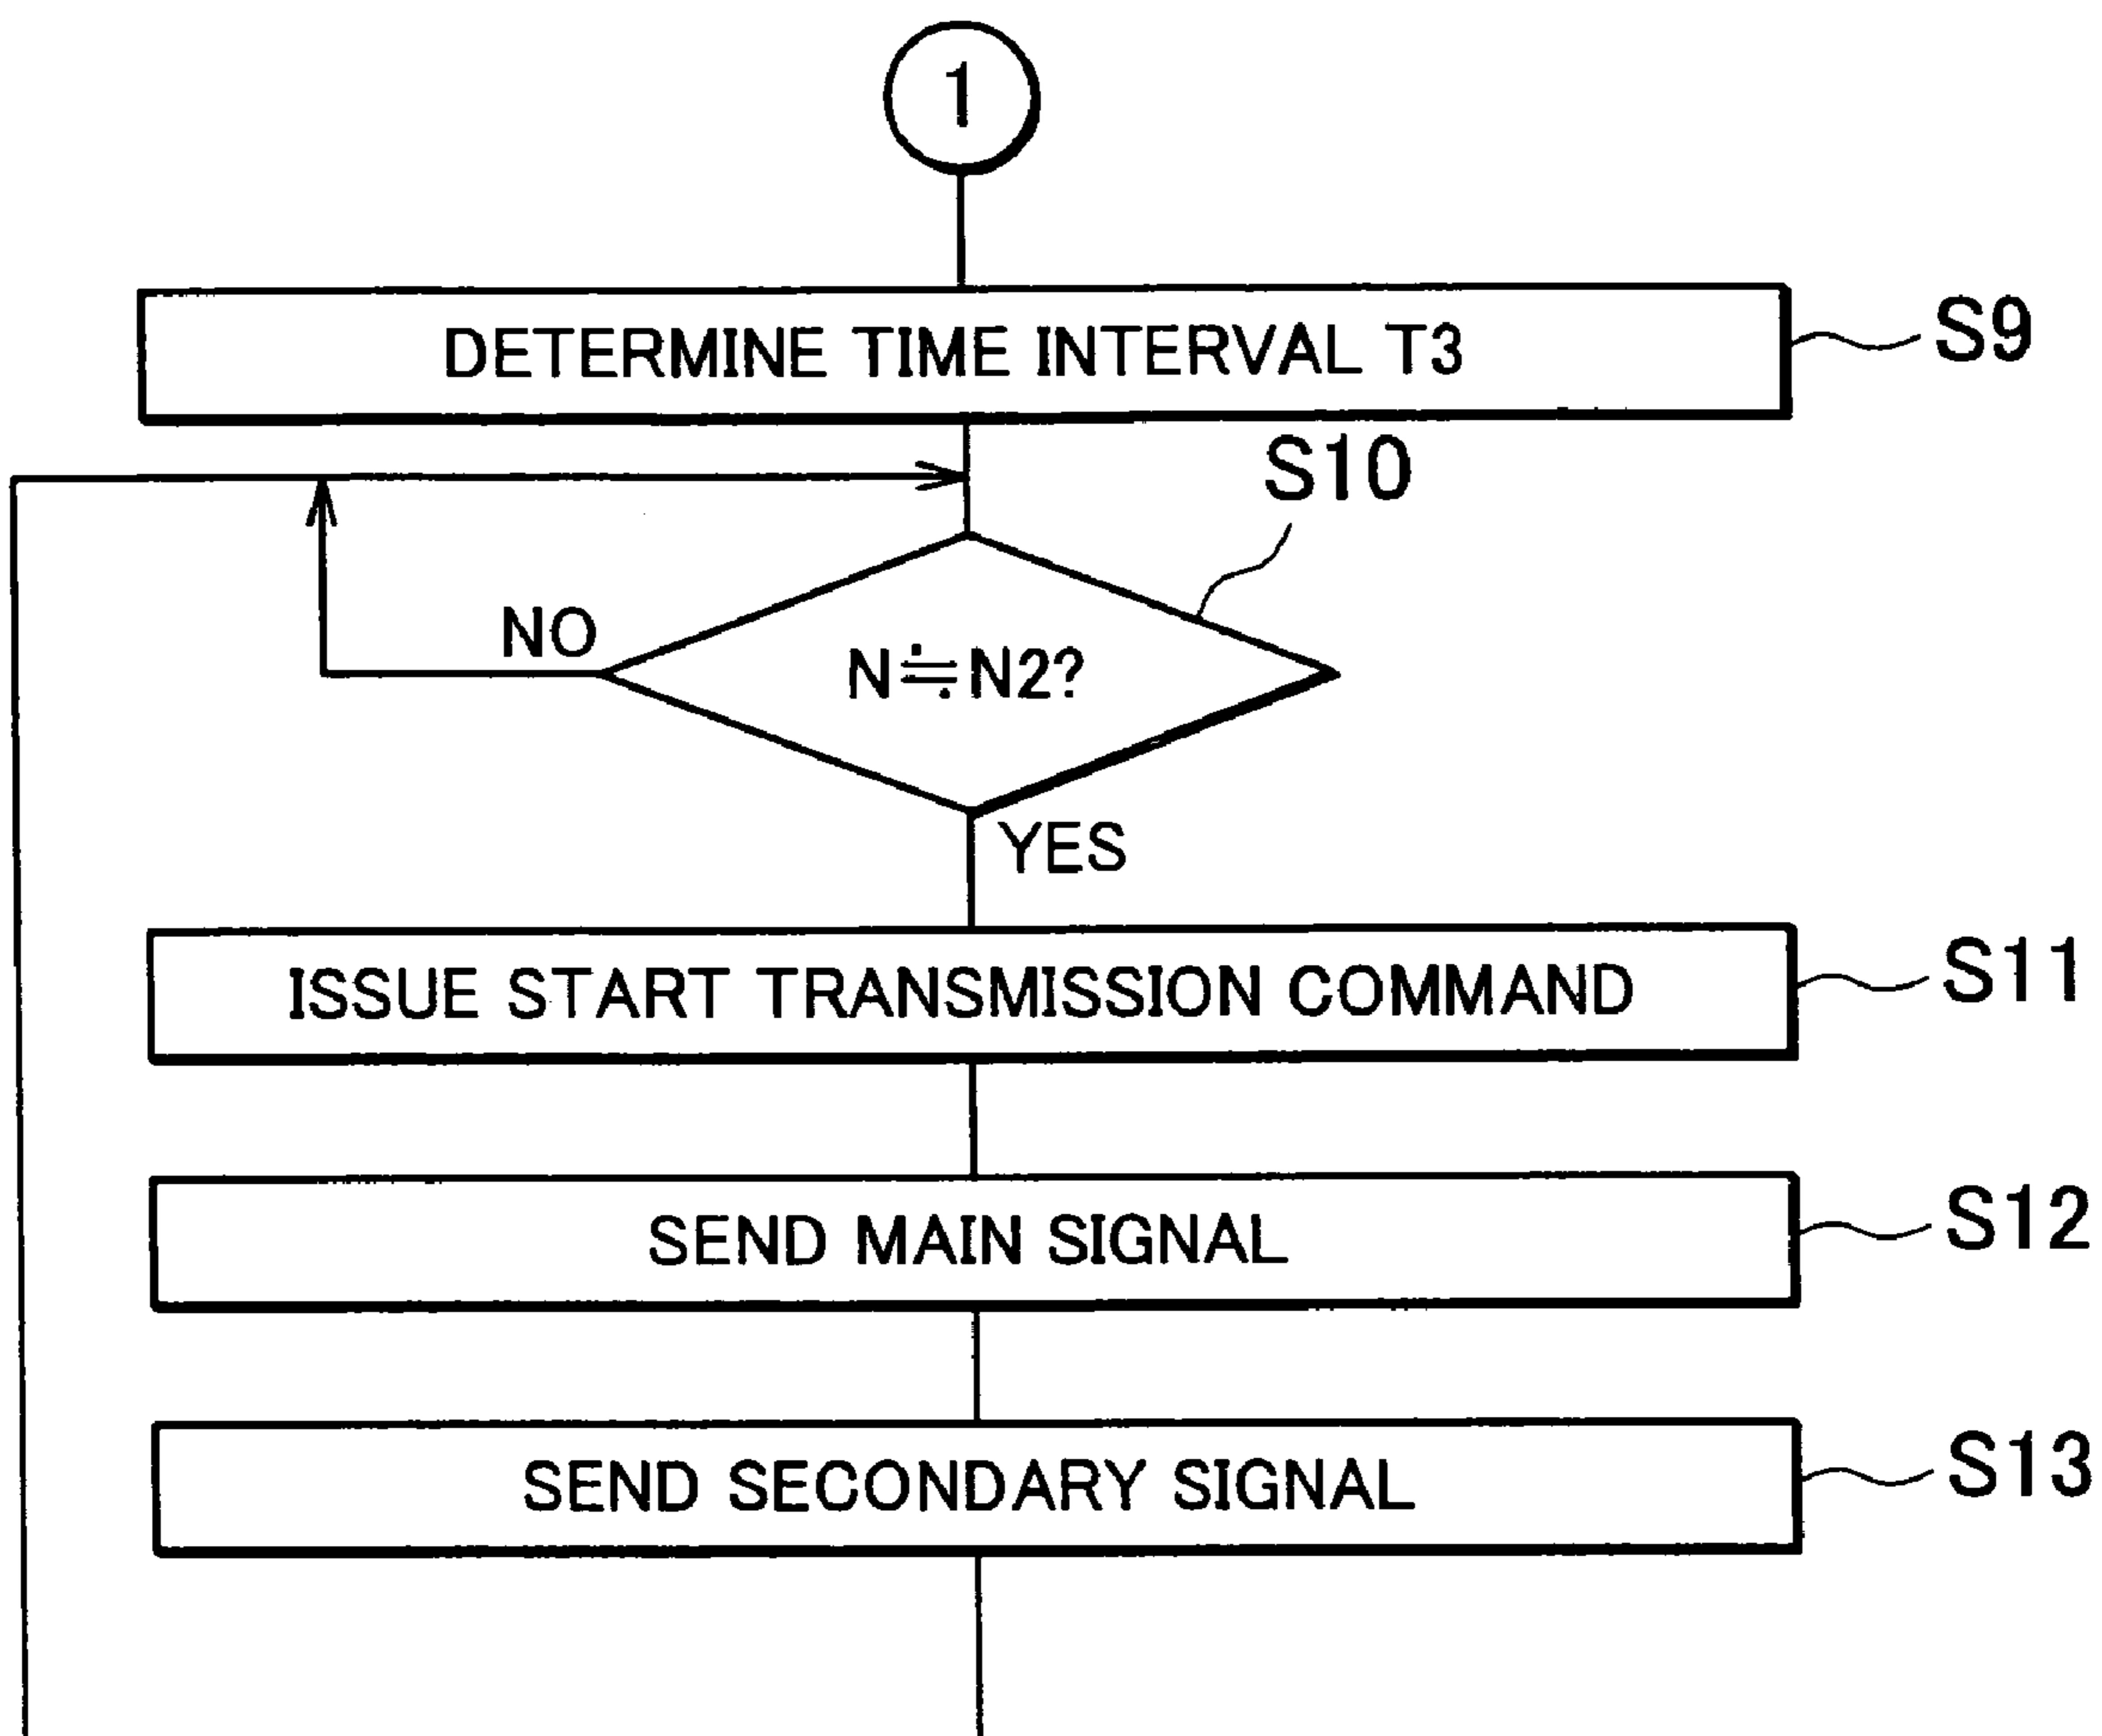 1
DETERMINE TIME INTERVAL T3
S9
S10
NO
N≒N2?
YES
ISSUE START TRANSMISSION COMMAND
S11
SEND MAIN SIGNAL
S12
SEND SECONDARY SIGNAL
S13